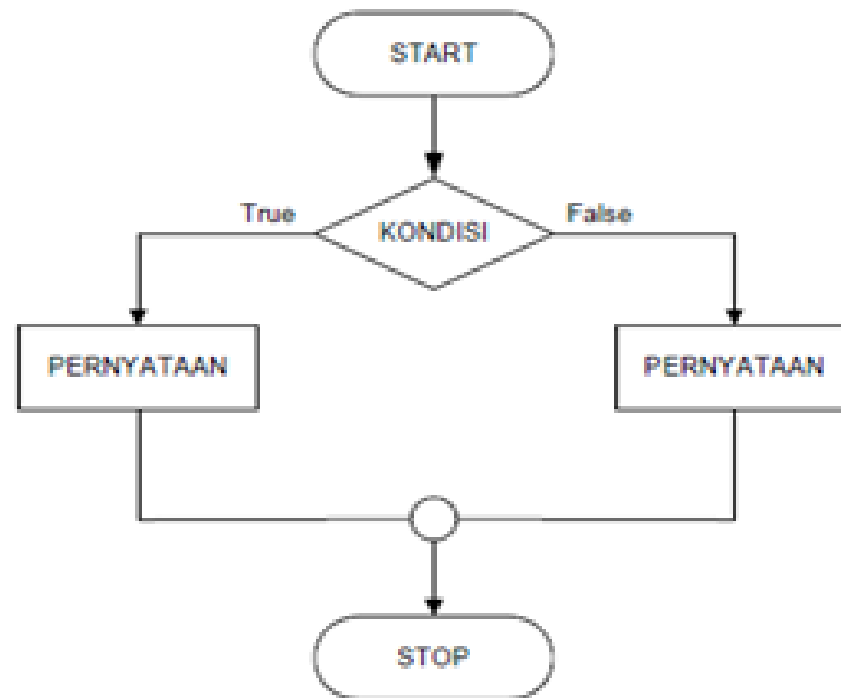 START
True
False
KONDISI
PERNYATAAN
PERNYATAAN
STOP